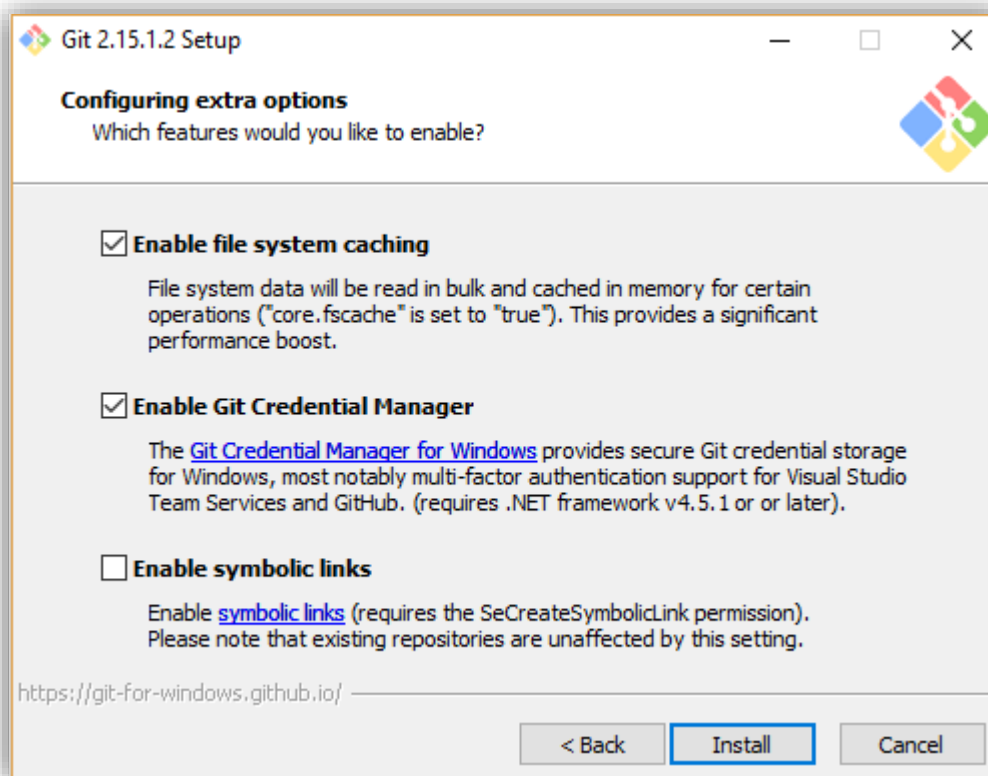 Git 2.15.1.2 Setup
Configuring extra options
Which features would you like to enable?
Enable file system caching
File system data will be read in bulk and cached in memory for certain
operations ("core.fscache" is set to "true"). This provides a significant
performance boost.
Enable Git Credential Manager
The Git Credential Manager for Windows provides secure Git credential storage
for Windows, most notably multi-factor authentication support for Visual Studio
Team Services and GitHub. (requires .NET framework v4.5.1 or or later).
Enable symbolic links
Enable symbolic links (requires the SeCreateSymbolicLink permission).
Please note that existing repositories are unaffected by this setting.
https://git-for-windows.github.io/
< Back Install Cancel